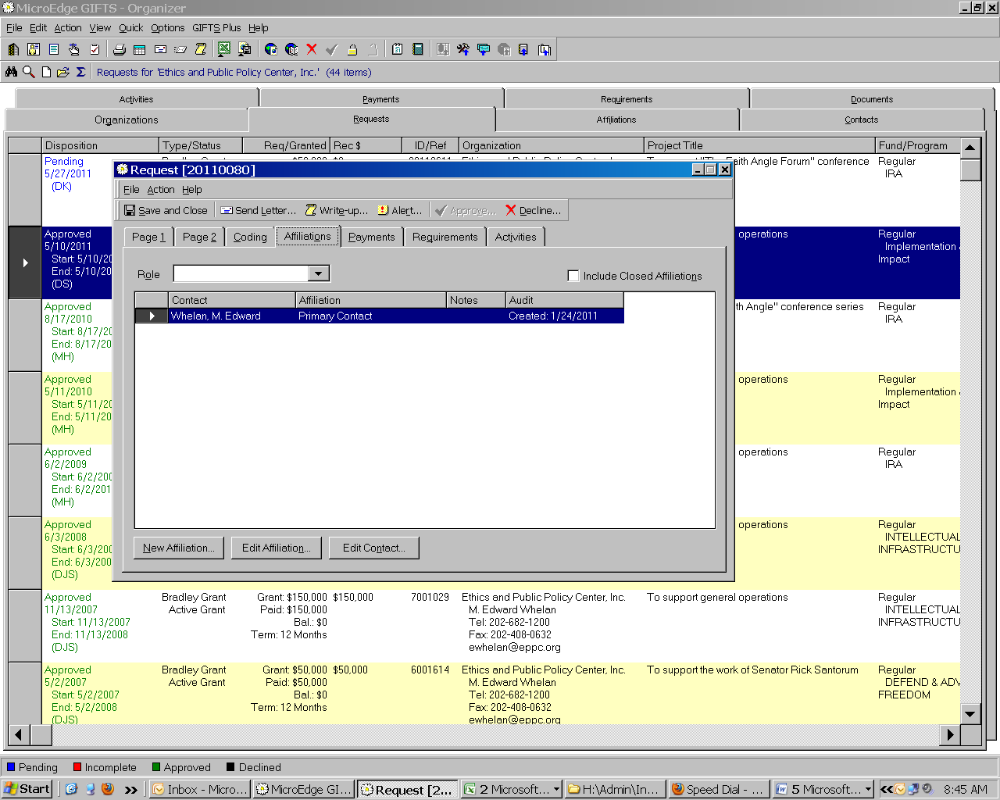 MicroEdge GIFTS - Organizer
File Edit Action View Quick Options GIFTS Plus Help
Requests for 'Ethics and Public Policy Center, Inc.' (44 items)
Activities Payments Requirements Documents
Organizations Requests Affiliations Contacts
Disposition Type/Status Req/Granted Rec $ ID/Ref Organization Project Title Fund/Program
Pending
5/27/2011
(DK)
Faith Angle Forum" conference
Regular
IRA
Request [20110080]
File Action Help
Save and Close Send Letter... Write-up... Alert... Approve... Decline...
Page 1 Page 2 Coding Affiliations Payments Requirements Activities
Role
Include Closed Affiliations
Contact Affiliation Notes Audit
Whelan, M. Edward Primary Contact Created: 1/24/2011
New Affiliation... Edit Affiliation... Edit Contact...
Approved
5/10/2011
Start: 5/10/20
End: 5/10/20
(DS)
operations
Regular
Implementation &
Impact
Approved
8/17/2010
Start: 8/17/20
End: 8/17/20
(MH)
th Angle" conference series
Regular
IRA
Approved
5/11/2010
Start: 5/11/20
End: 5/11/20
(MH)
operations
Regular
Implementation &
Impact
Approved
6/2/2009
Start: 6/2/200
End: 6/2/201
(MH)
operations
Regular
IRA
Approved
6/3/2008
Start: 6/3/200
End: 6/3/200
(DJS)
operations
Regular
INTELLECTUAL
INFRASTRUCTU
Approved Bradley Grant Grant: $150,000 $150,000 7001029 Ethics and Public Policy Center, Inc. To support general operations Regular
11/13/2007 Active Grant Paid: $150,000 M. Edward Whelan INTELLECTUAL
Start: 11/13/2007 Bal.: $0 Tel: 202-682-1200 INFRASTRUCTU
End: 11/13/2008 Term: 12 Months Fax: 202-408-0632
(DJS) ewhelan@eppc.org
Approved Bradley Grant Grant: $50,000 $50,000 6001614 Ethics and Public Policy Center, Inc. To support the work of Senator Rick Santorum Regular
5/2/2007 Active Grant Paid: $50,000 M. Edward Whelan DEFEND & ADV
Start: 5/2/2007 Bal.: $0 Tel: 202-682-1200 FREEDOM
End: 5/2/2008 Term: 12 Months Fax: 202-408-0632
(DJS) ewhelan@eppc.org
Pending Incomplete Approved Declined
Start Inbox - Micro... MicroEdge GI... Request [2... 2 Microsoft... H:\Admin\In... Speed Dial - ... 5 Microsoft... 8:45 AM